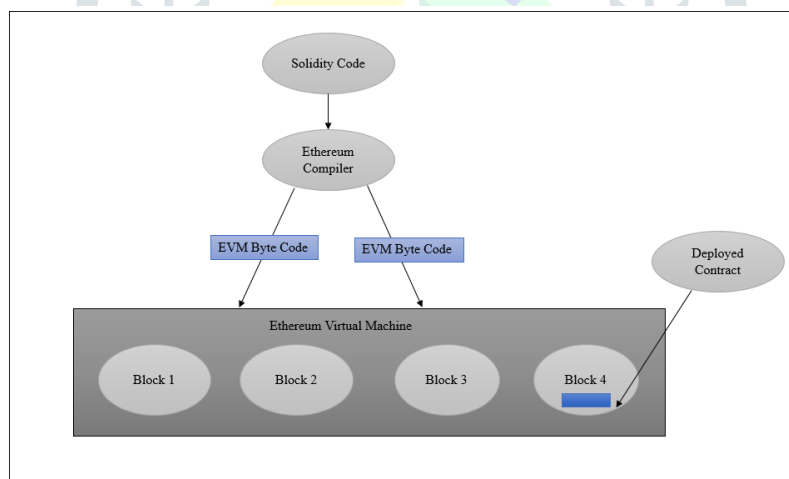 Solidity Code
Ethereum
Compiler
EVM Byte Code
EVM Byte Code
Deployed
Contract
Ethereum Virtual Machine
Block 1
Block 2
Block 3
Block 4